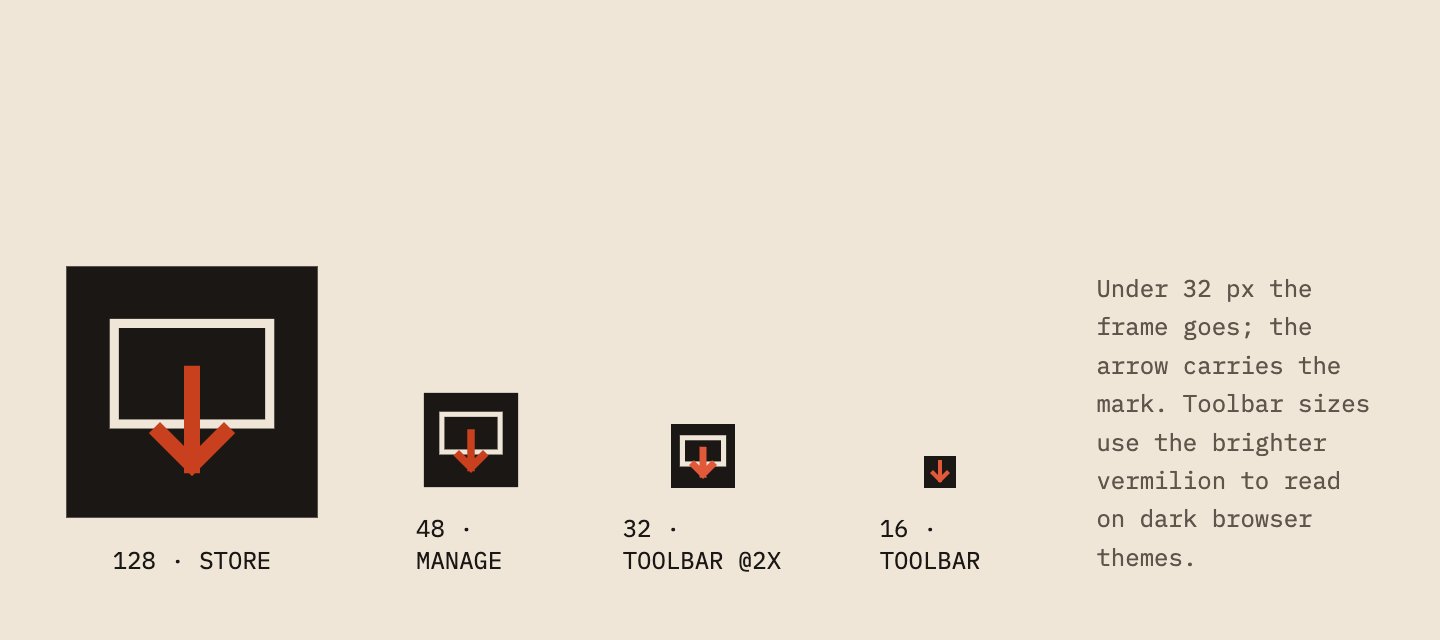 128 · STORE
48 ·
MANAGE
32 ·
TOOLBAR @2X
16 ·
TOOLBAR
Under 32 px the
frame goes; the
arrow carries the
mark. Toolbar sizes
use the brighter
vermilion to read
on dark browser
themes.